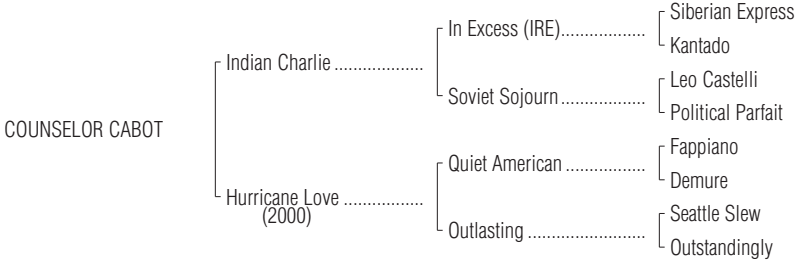 Siberian Express
In Excess (IRE)...................
Kantado
Indian Charlie ...................
Leo Castelli
Soviet Sojourn...................
Political Parfait
COUNSELOR CABOT
Fappiano
Quiet American .................
Demure
Hurricane Love .................
(2000)
Seattle Slew
Outlasting .........................
Outstandingly